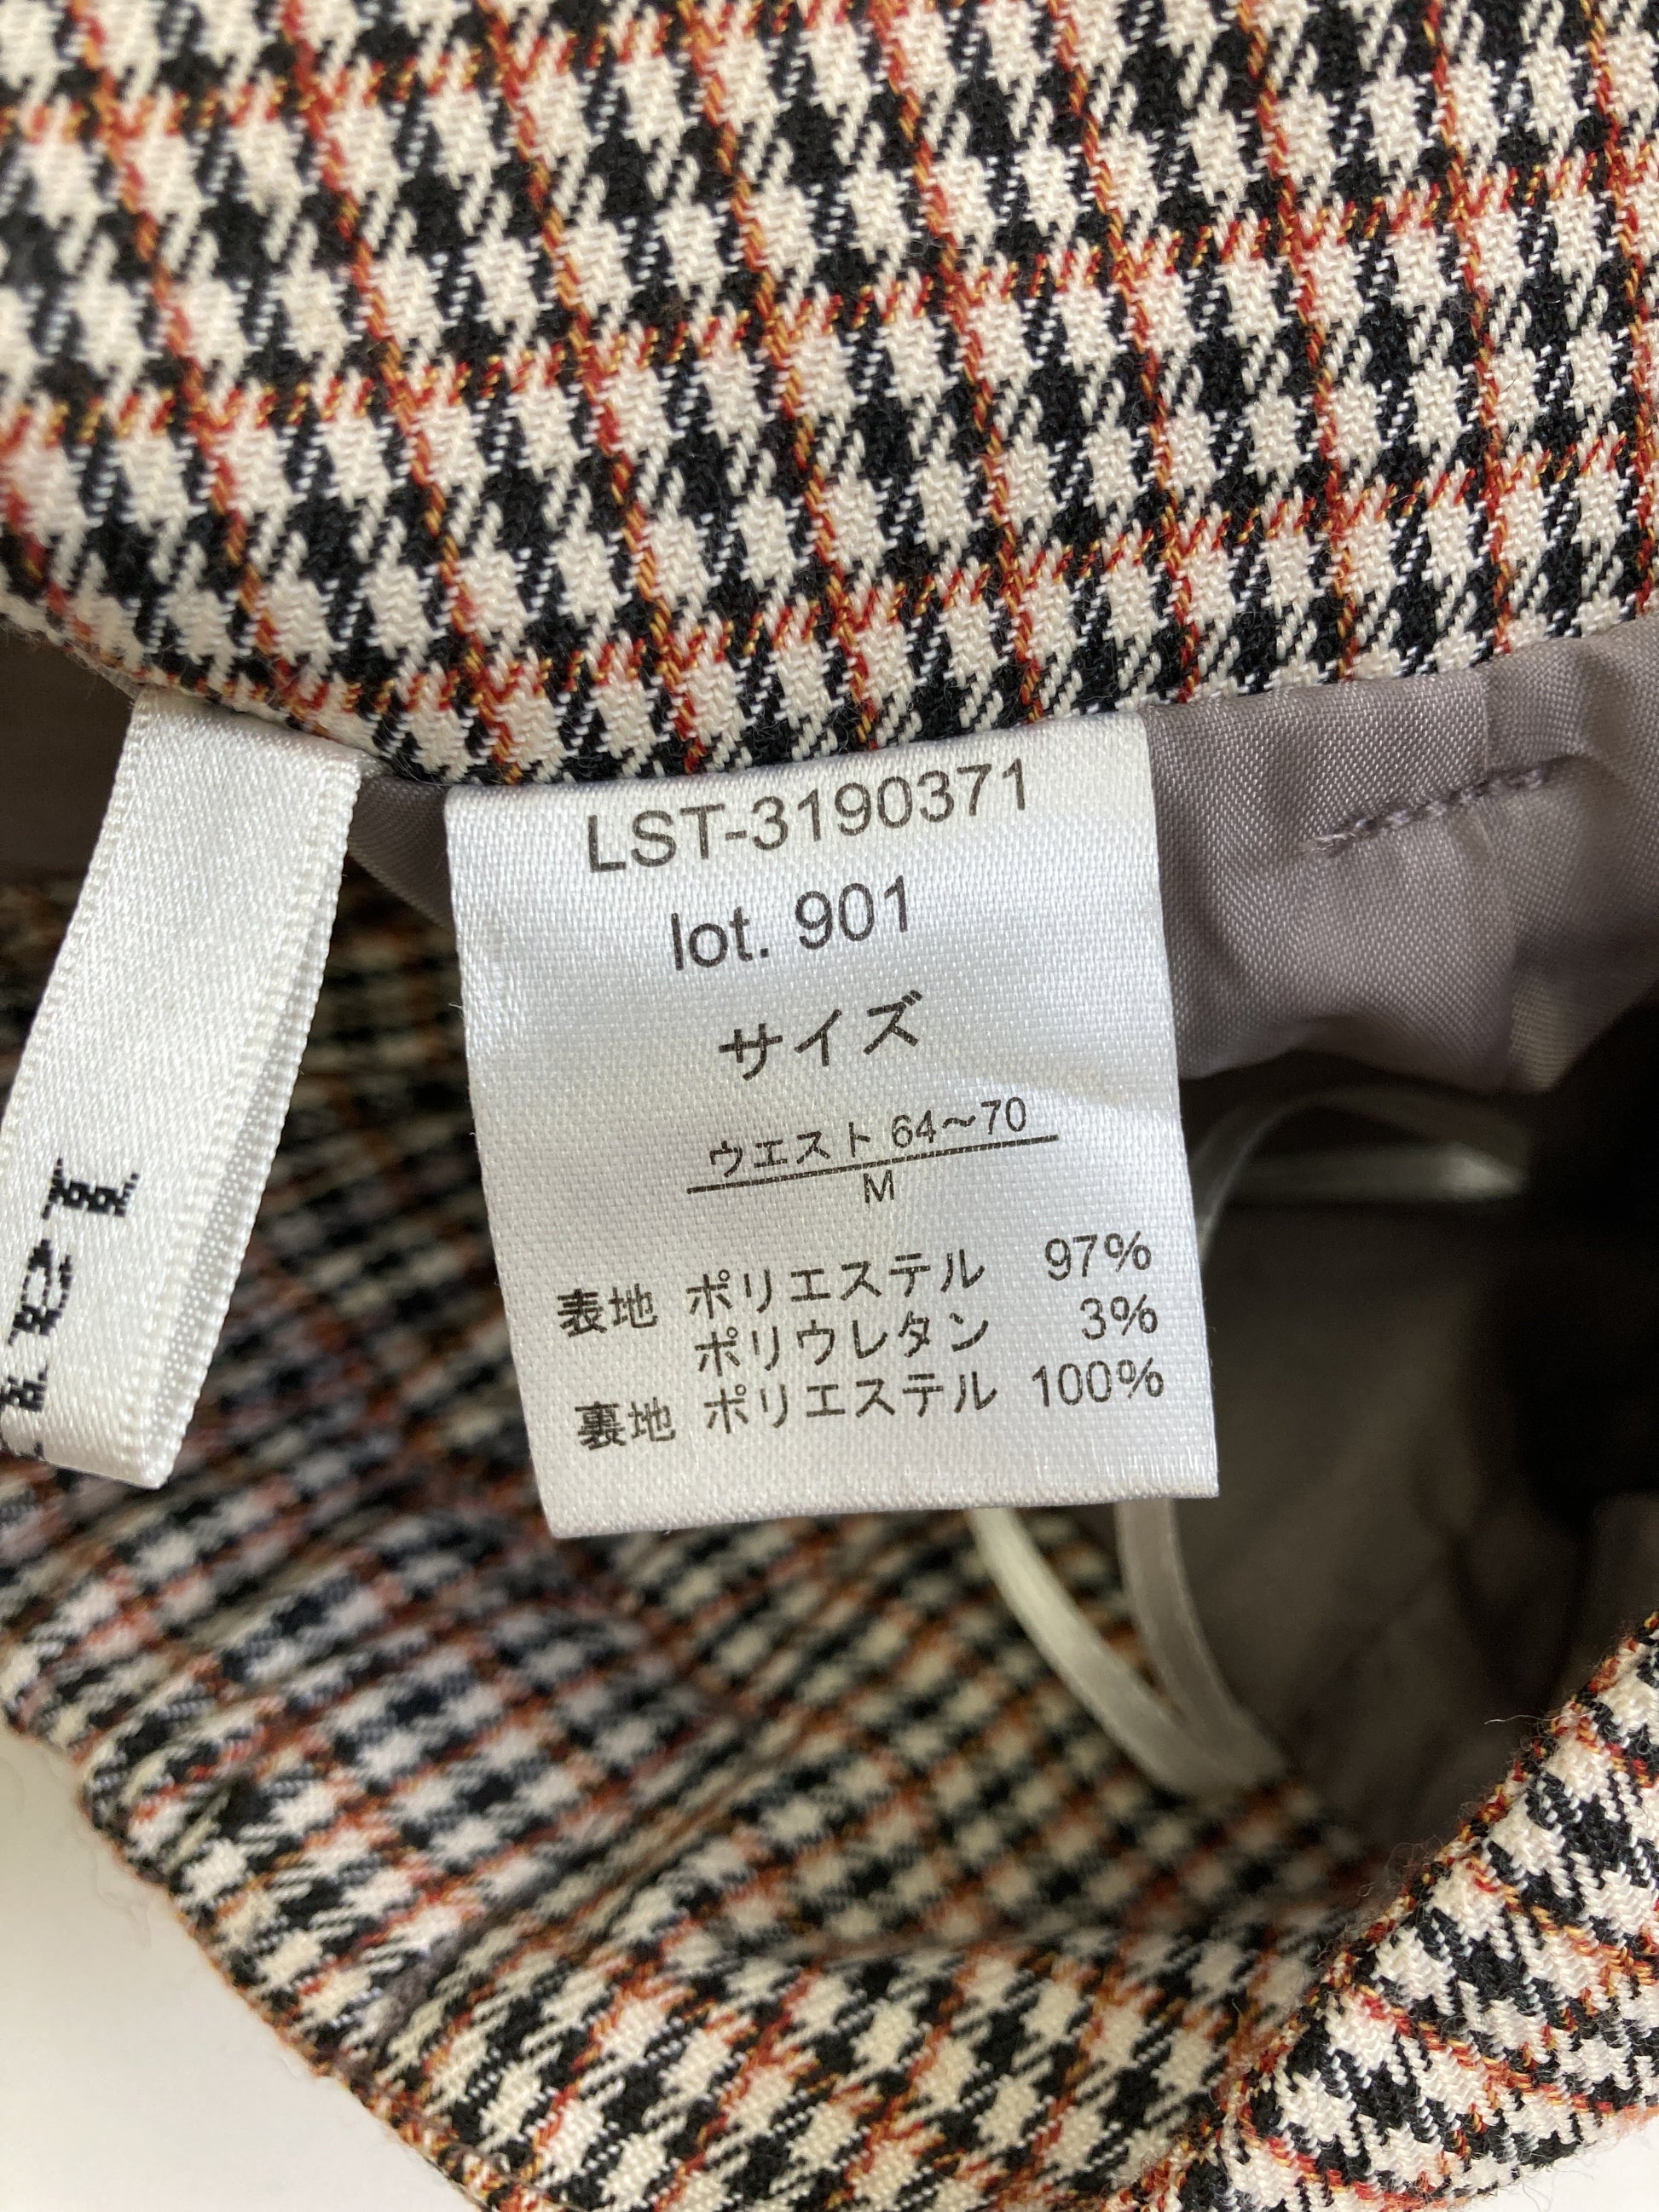 LST-3190371
lot. 901
サイズ
ウエスト 64～70
M
表地 ポリエステル 97%
ポリウレタン 3%
裏地 ポリエステル 100%